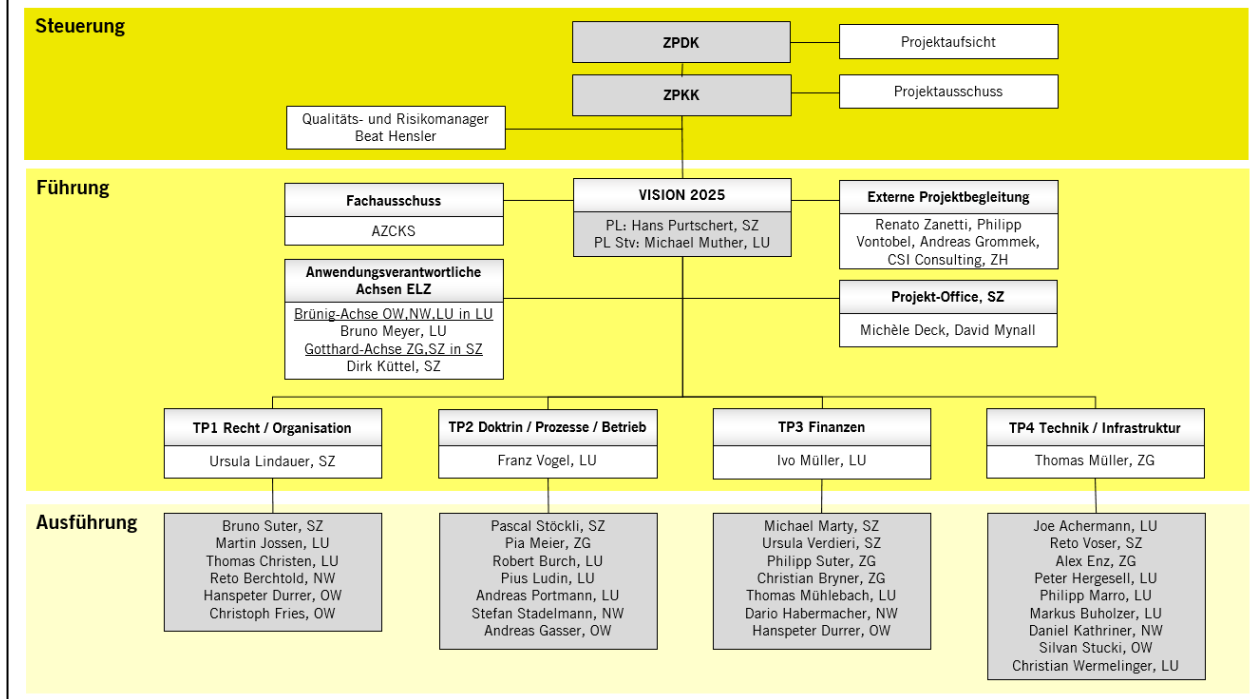 Steuerung
ZPDK
Projektaufsicht
ZPKK
Projektausschuss
Qualitäts- und Risikomanager
Beat Hensler
Führung
Fachausschuss
AZCKS
VISION 2025
PL: Hans Purtschert, SZ
PL Stv: Michael Muther, LU
Externe Projektbegleitung
Renato Zanetti, Philipp
Vontobel, Andreas Grommek,
CSI Consulting, ZH
Anwendungsverantwortliche
Achsen ELZ
Brünig-Achse OW,NW,LU in LU
Bruno Meyer, LU
Gotthard-Achse ZG,SZ in SZ
Dirk Küttel, SZ
Projekt-Office, SZ
Michèle Deck, David Mynall
TP1 Recht / Organisation
Ursula Lindauer, SZ
TP2 Doktrin / Prozesse / Betrieb
Franz Vogel, LU
TP3 Finanzen
Ivo Müller, LU
TP4 Technik / Infrastruktur
Thomas Müller, ZG
Ausführung
Bruno Suter, SZ
Martin Jossen, LU
Thomas Christen, LU
Reto Berchtold, NW
Hanspeter Durrer, OW
Christoph Fries, OW
Pascal Stöckli, SZ
Pia Meier, ZG
Robert Burch, LU
Pius Ludin, LU
Andreas Portmann, LU
Stefan Stadelmann, NW
Andreas Gasser, OW
Michael Marty, SZ
Ursula Verdieri, SZ
Philipp Suter, ZG
Christian Bryner, ZG
Thomas Mühlebach, LU
Dario Habermacher, NW
Hanspeter Durrer, OW
Joe Achermann, LU
Reto Voser, SZ
Alex Enz, ZG
Peter Hergesell, LU
Philipp Marro, LU
Markus Buholzer, LU
Daniel Kathriner, NW
Silvan Stucki, OW
Christian Wermelinger, LU